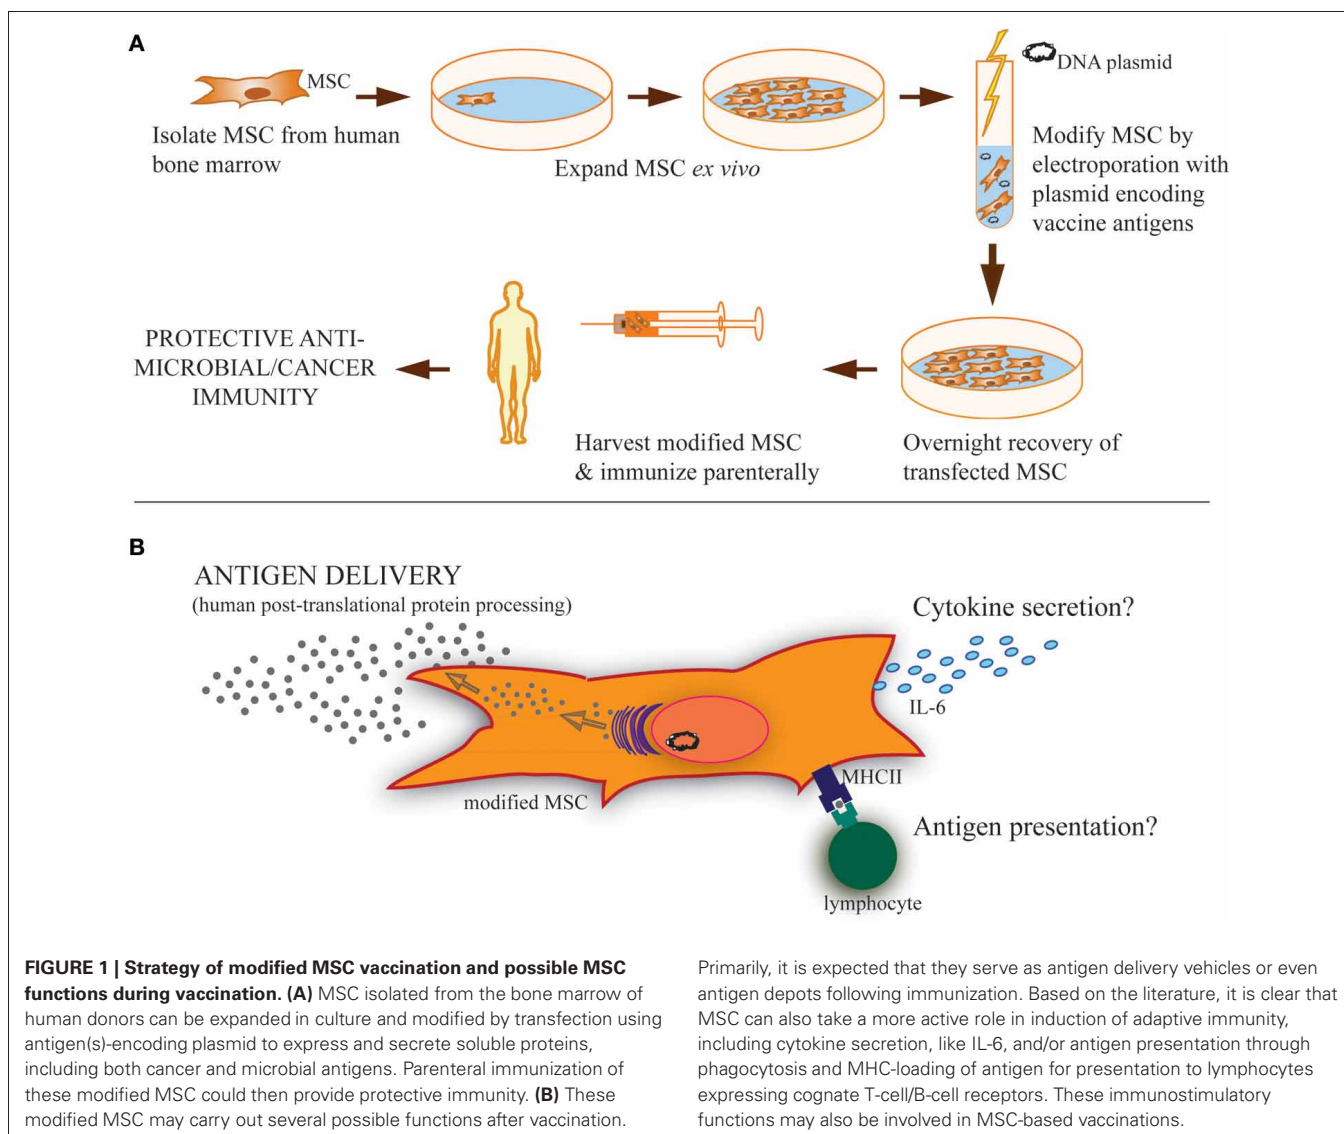 A
MSC
Isolate MSC from human
bone marrow
Expand MSC ex vivo
DNA plasmid
Modify MSC by
electroporation with
plasmid encoding
vaccine antigens
PROTECTIVE ANTI-
MICROBIAL/CANCER
IMMUNITY
Harvest modified MSC
& immunize parenterally
Overnight recovery of
transfected MSC
B
ANTIGEN DELIVERY
(human post-translational protein processing)
Cytokine secretion?
IL-6
MHCII
modified MSC
Antigen presentation?
lymphocyte
FIGURE 1 | Strategy of modified MSC vaccination and possible MSC
functions during vaccination. (A) MSC isolated from the bone marrow of
human donors can be expanded in culture and modified by transfection using
antigen(s)-encoding plasmid to express and secrete soluble proteins,
including both cancer and microbial antigens. Parenteral immunization of
these modified MSC could then provide protective immunity. (B) These
modified MSC may carry out several possible functions after vaccination.
Primarily, it is expected that they serve as antigen delivery vehicles or even
antigen depots following immunization. Based on the literature, it is clear that
MSC can also take a more active role in induction of adaptive immunity,
including cytokine secretion, like IL-6, and/or antigen presentation through
phagocytosis and MHC-loading of antigen for presentation to lymphocytes
expressing cognate T-cell/B-cell receptors. These immunostimulatory
functions may also be involved in MSC-based vaccinations.